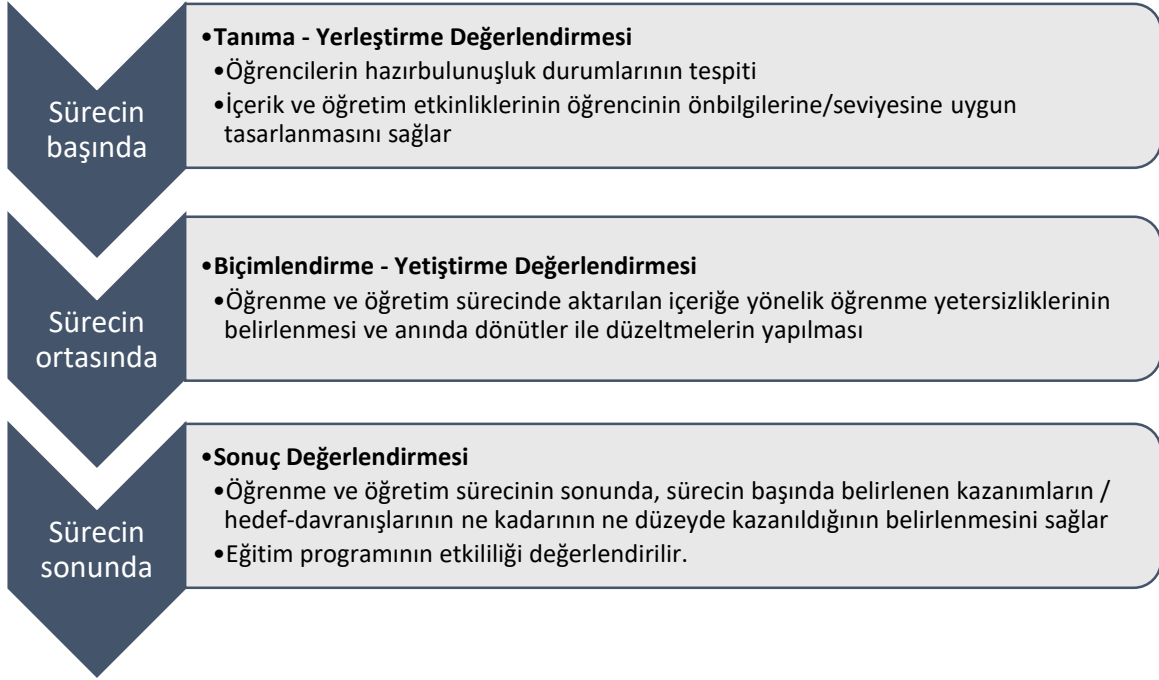 Sürecin
başında
•Tanıma - Yerleştirme Değerlendirmesi
•Öğrencilerin hazırbulunuşluk durumlarının tespiti
•İçerik ve öğretim etkinliklerinin öğrencinin önbilgilerine/seviyesine uygun
tasarlanmasını sağlar
Sürecin
ortasında
•Biçimlendirme - Yetiştirme Değerlendirmesi
•Öğrenme ve öğretim sürecinde aktarılan içeriğe yönelik öğrenme yetersizliklerinin
belirlenmesi ve anında dönütler ile düzeltmelerin yapılması
Sürecin
sonunda
•Sonuç Değerlendirmesi
•Öğrenme ve öğretim sürecinin sonunda, sürecin başında belirlenen kazanımların /
hedef-davranışlarının ne kadarının ne düzeyde kazanıldığının belirlenmesini sağlar
•Eğitim programının etkililiği değerlendirilir.